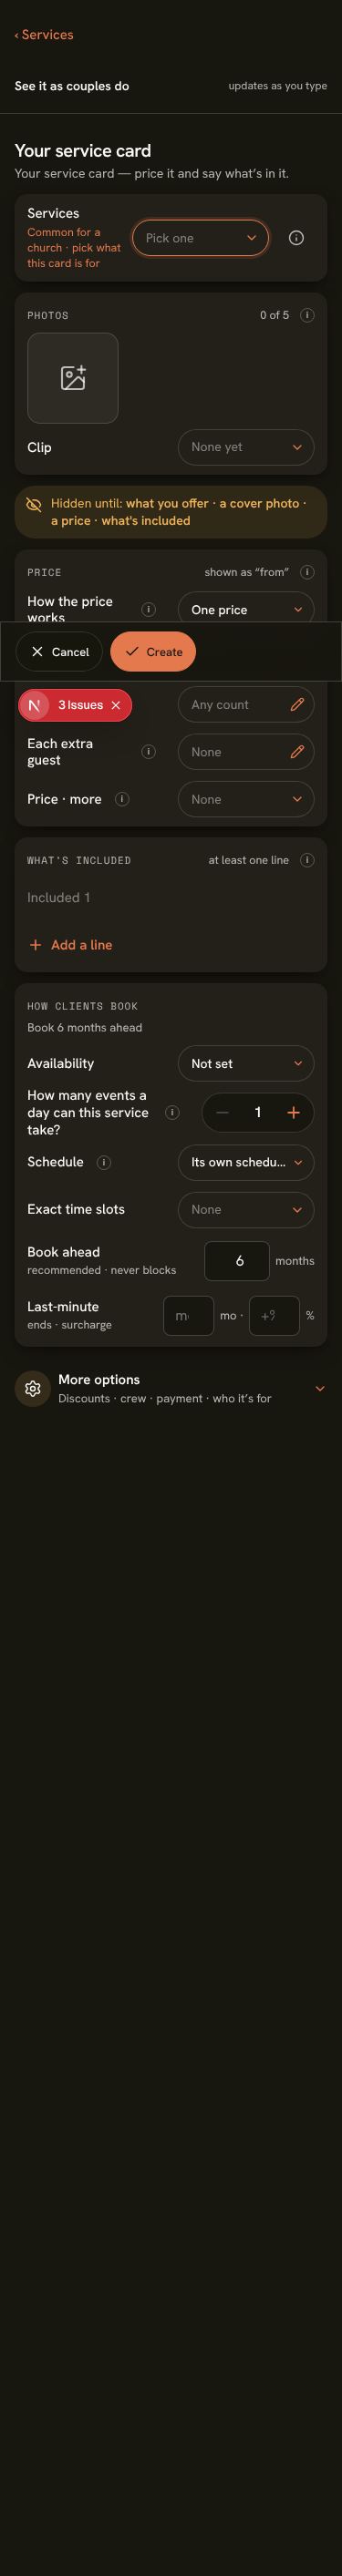 ‹ Services
See it as couples do
updates as you type
Your service card
Your service card — price it and say what’s in it.
Services
Common for a
church · pick what
this card is for
Pick one
PHOTOS
0 of 5
Clip
None yet
Hidden until: what you offer · a cover photo ·
a price · what's included
PRICE
shown as “from”
How the price
works
One price
Cancel
Create
3 Issues
Any count
Each extra
guest
None
Price · more
None
WHAT'S INCLUDED
at least one line
Included 1
Add a line
HOW CLIENTS BOOK
Book 6 months ahead
Availability
Not set
How many events a
day can this service
take?
1
Schedule
Its own schedu...
Exact time slots
None
Book ahead
recommended · never blocks
6
months
Last-minute
ends · surcharge
mo ·
%
More options
Discounts · crew · payment · who it’s for